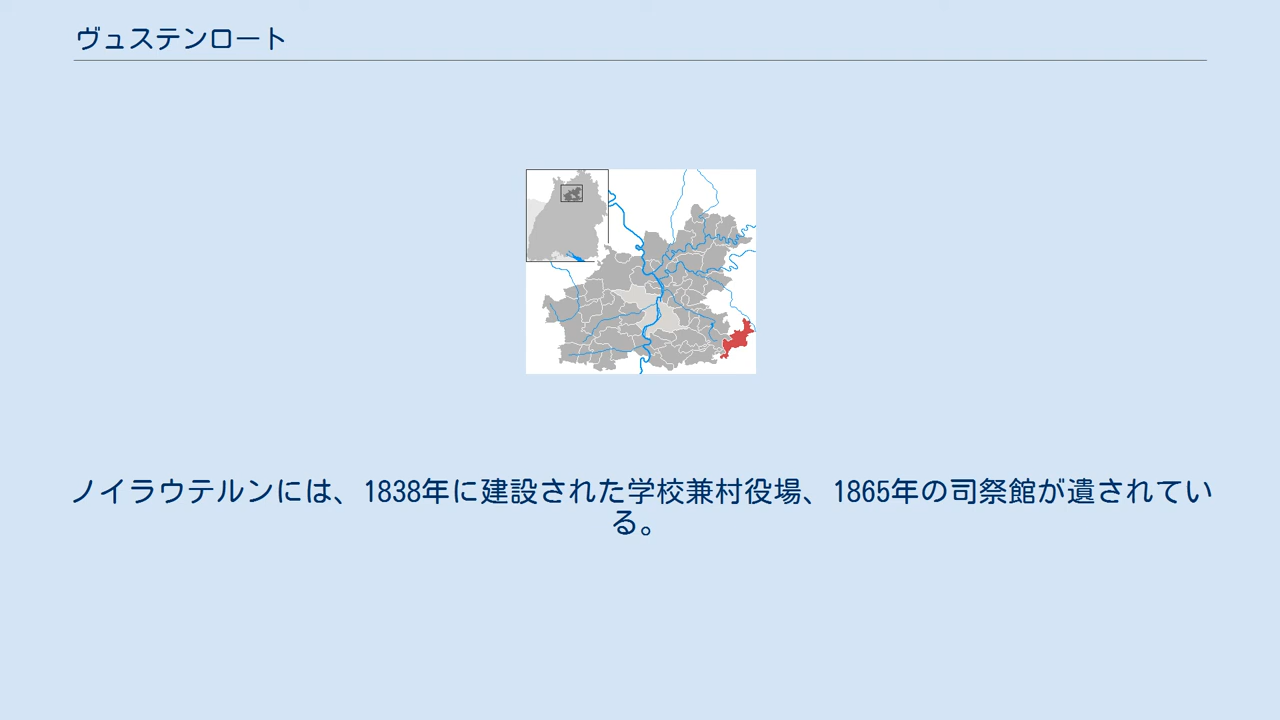 ヴュステンロート
ノイラウテルンには、1838年に建設された学校兼村役場、1865年の司祭館が遺されてい
る。